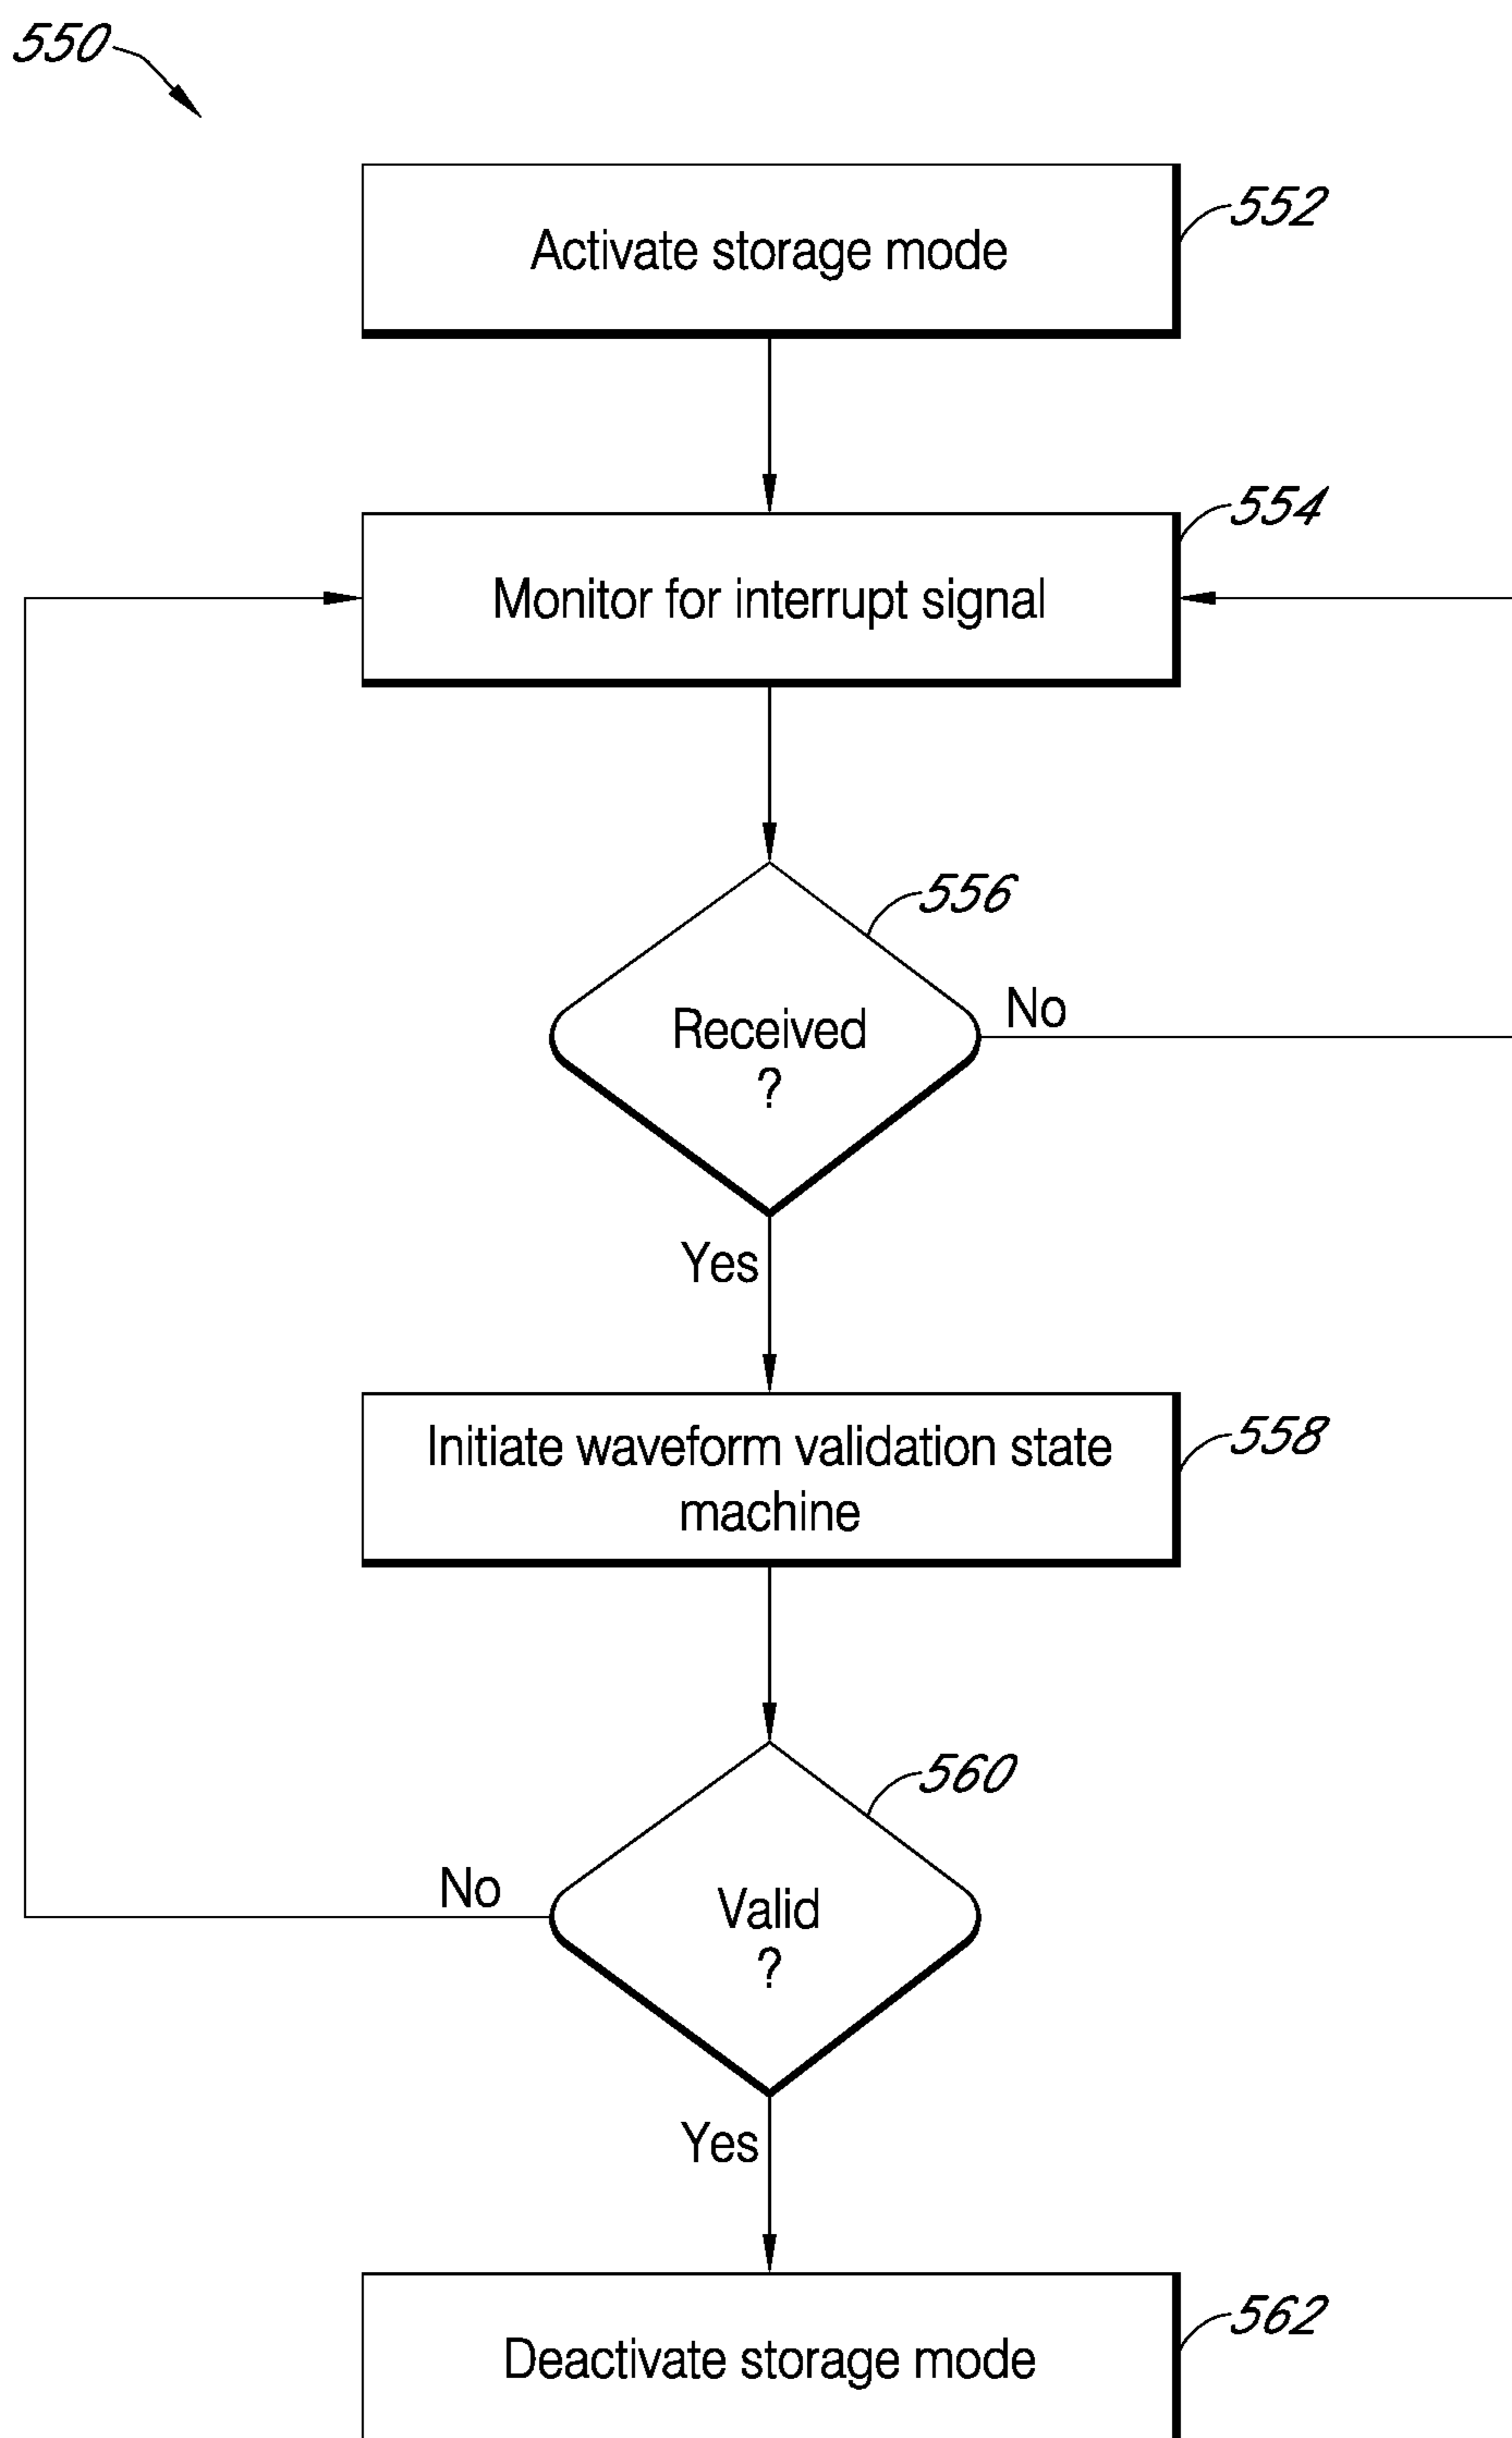 550
Activate storage mode
552
Monitor for interrupt signal
554
556
Received
?
No
Yes
Initiate waveform validation state
machine
558
560
Valid
?
No
Yes
Deactivate storage mode
562